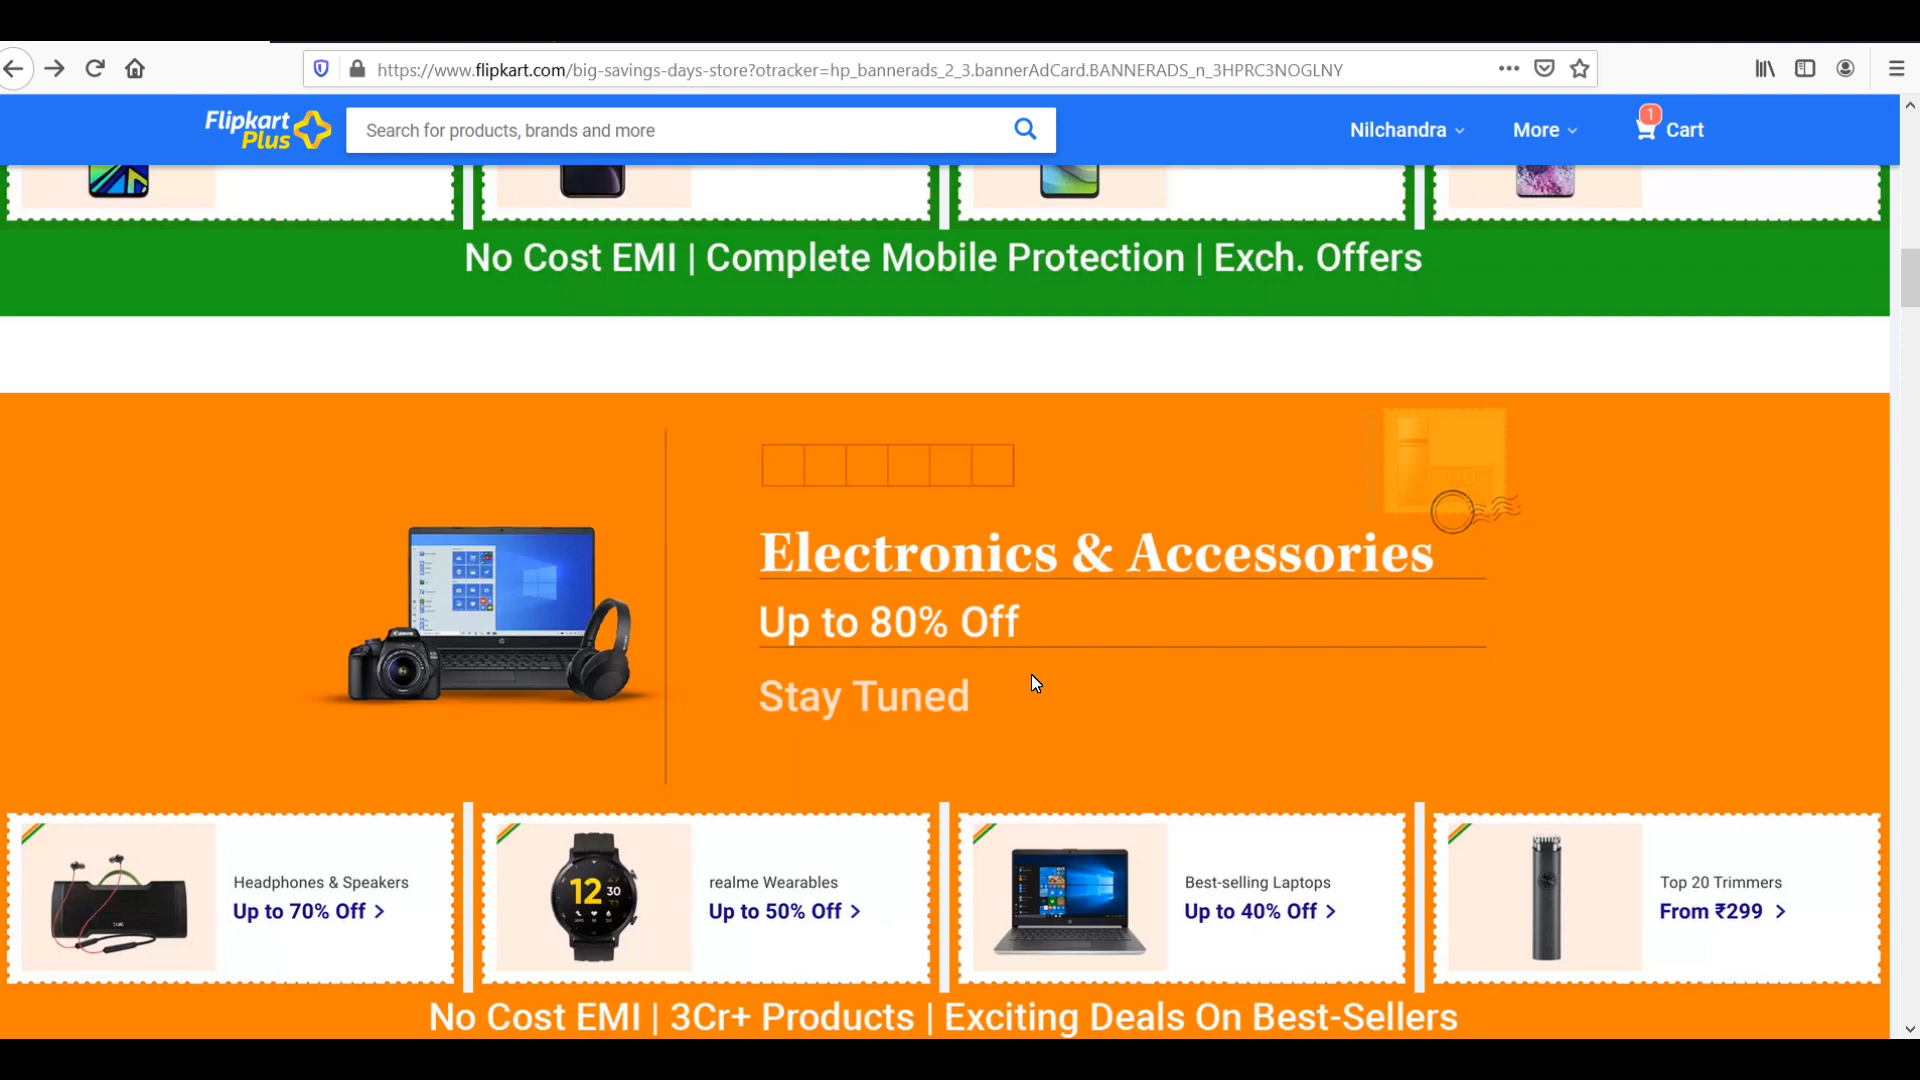 https://www.flipkart.com/big-savings-days-store?otracker=hp_bannerads_2_3.bannerAdCard.BANNERADS_n_3HPRC3NOGLNY
Flipkart
Plus
Search for products, brands and more
Nilchandra
More
1
Cart
No Cost EMI | Complete Mobile Protection | Exch. Offers
Electronics & Accessories
Up to 80% Off
Stay Tuned
Headphones & Speakers
Up to 70% Off >
realme Wearables
Up to 50% Off >
Best-selling Laptops
Up to 40% Off >
Top 20 Trimmers
From ₹299 >
12 30
No Cost EMI | 3Cr+ Products | Exciting Deals On Best-Sellers